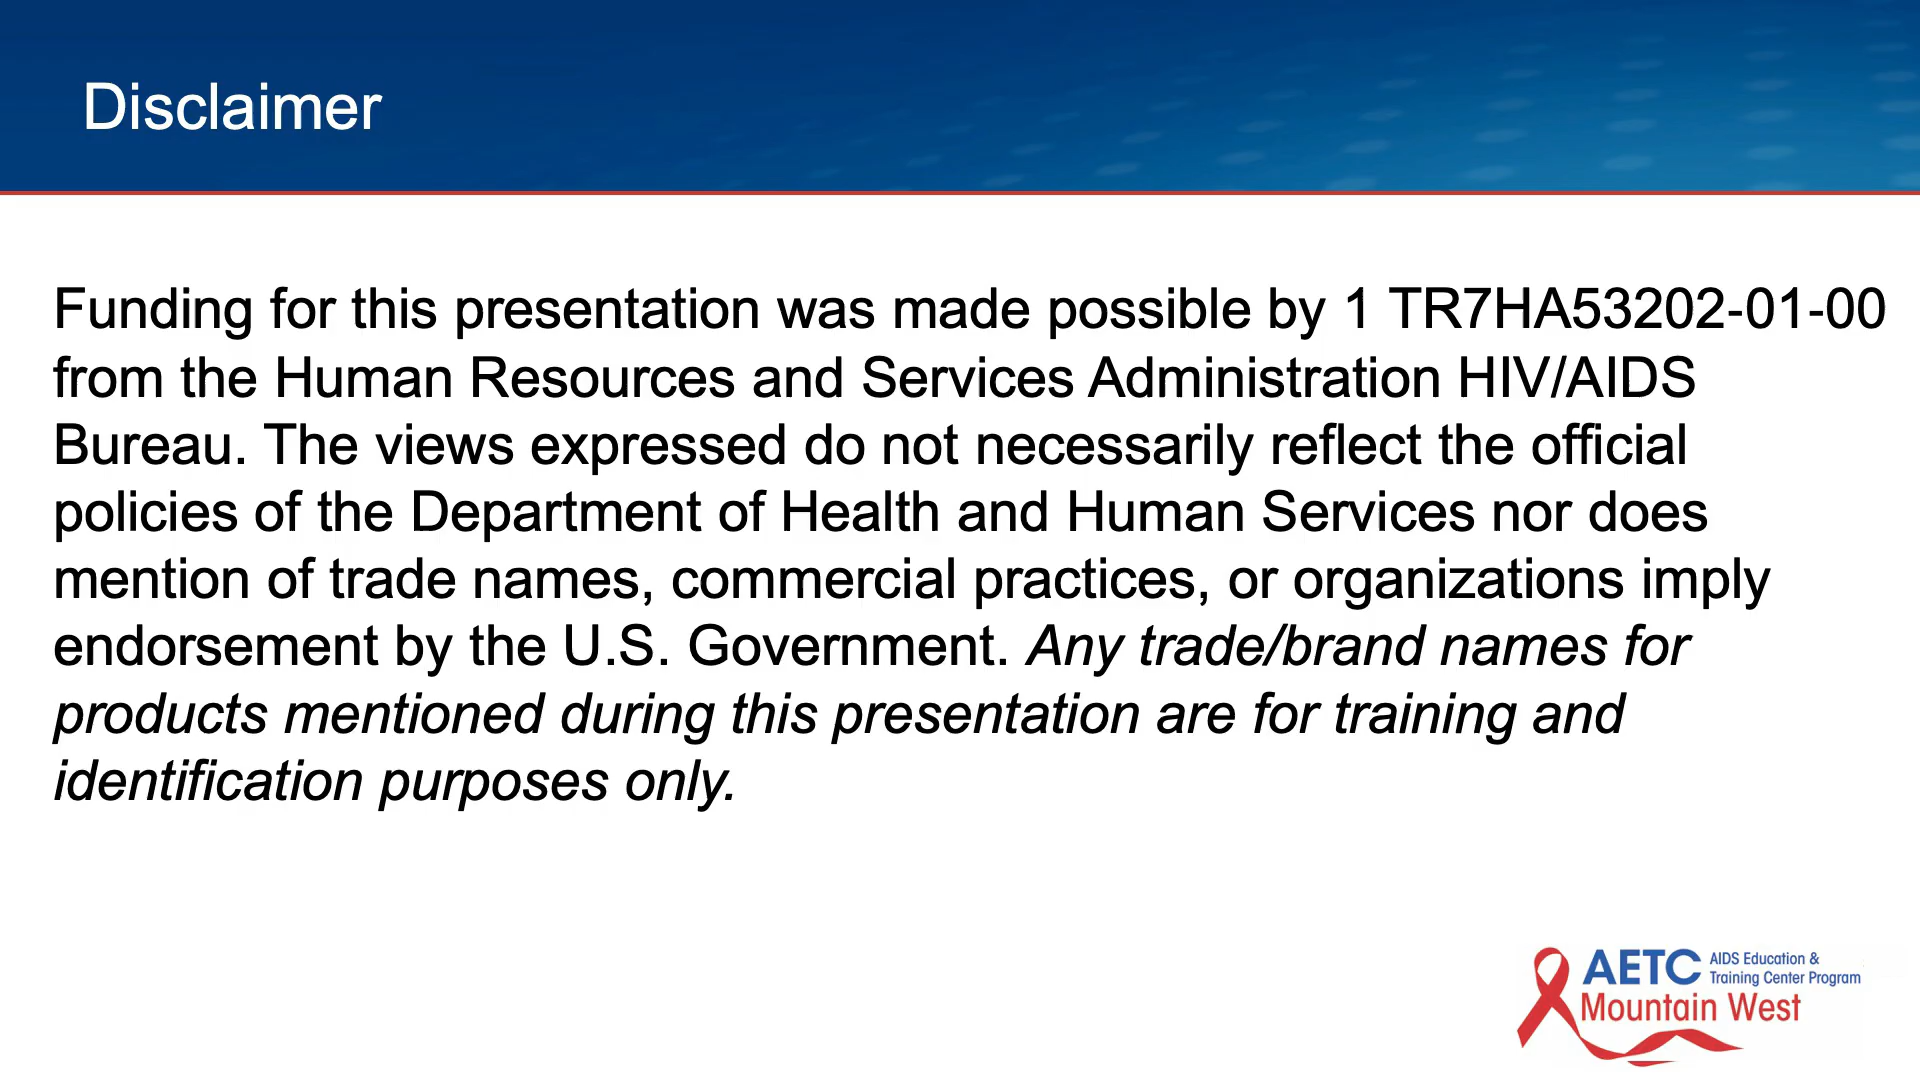 Disclaimer
Funding for this presentation was made possible by 1 TR7HA53202-01-00
from the Human Resources and Services Administration HIV/AIDS
Bureau. The views expressed do not necessarily reflect the official
policies of the Department of Health and Human Services nor does
mention of trade names, commercial practices, or organizations imply
endorsement by the U.S. Government. Any trade/brand names for
products mentioned during this presentation are for training and
identification purposes only.
AETC AIDS Education &
Training Center Program
Mountain West